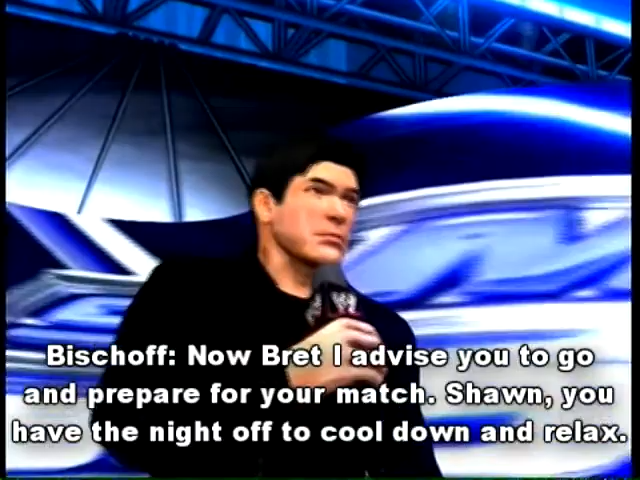 Bischoff: Now Bret I advise you to go
and prepare for your match. Shawn, you
have the night off to cool down and relax.